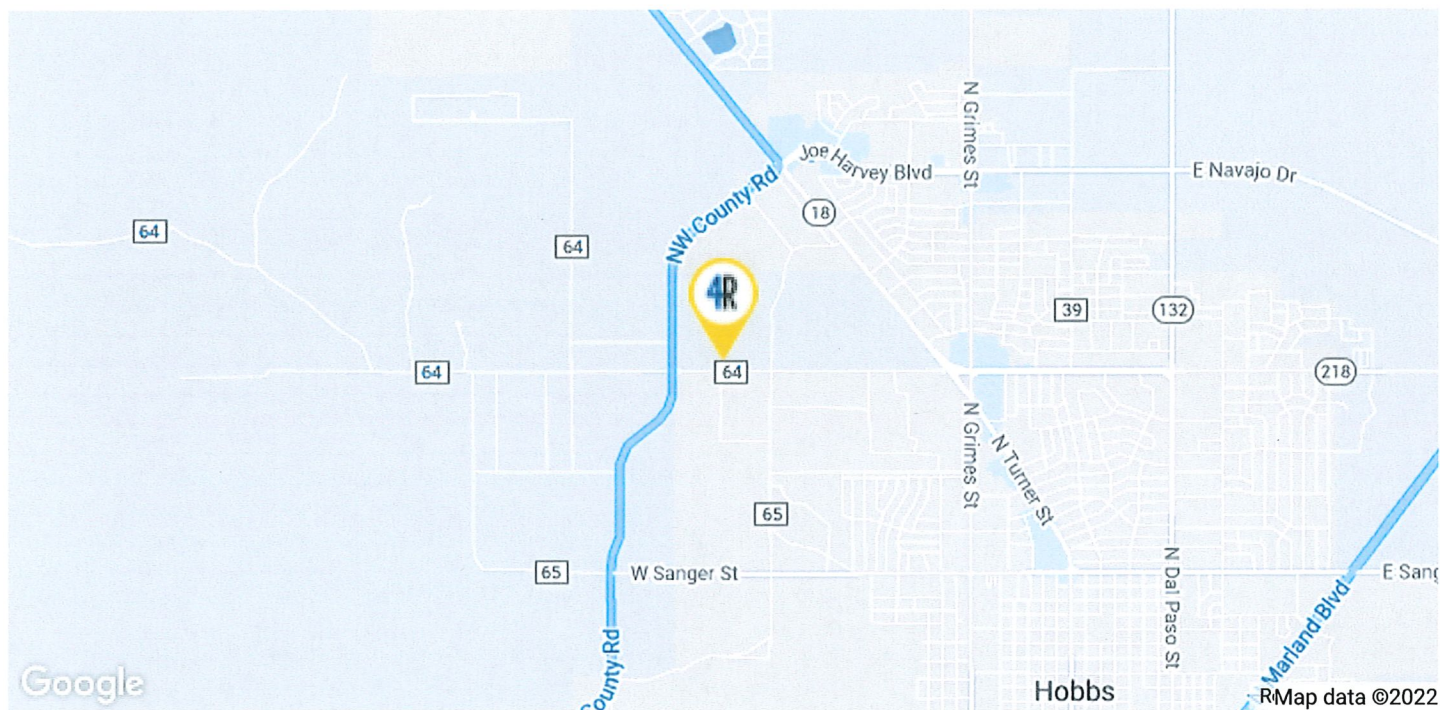 N Grimes St
Joe Harvey Blvd
E Navajo Dr
NW County Rd
18
64
64
4R
39
132
64
64
218
N Grimes St
N Turner St
65
65
W Sanger St
E Sang
N Dal Paso St
County Rd
N Marland Blvd
Hobbs
Google
RMap data ©2022